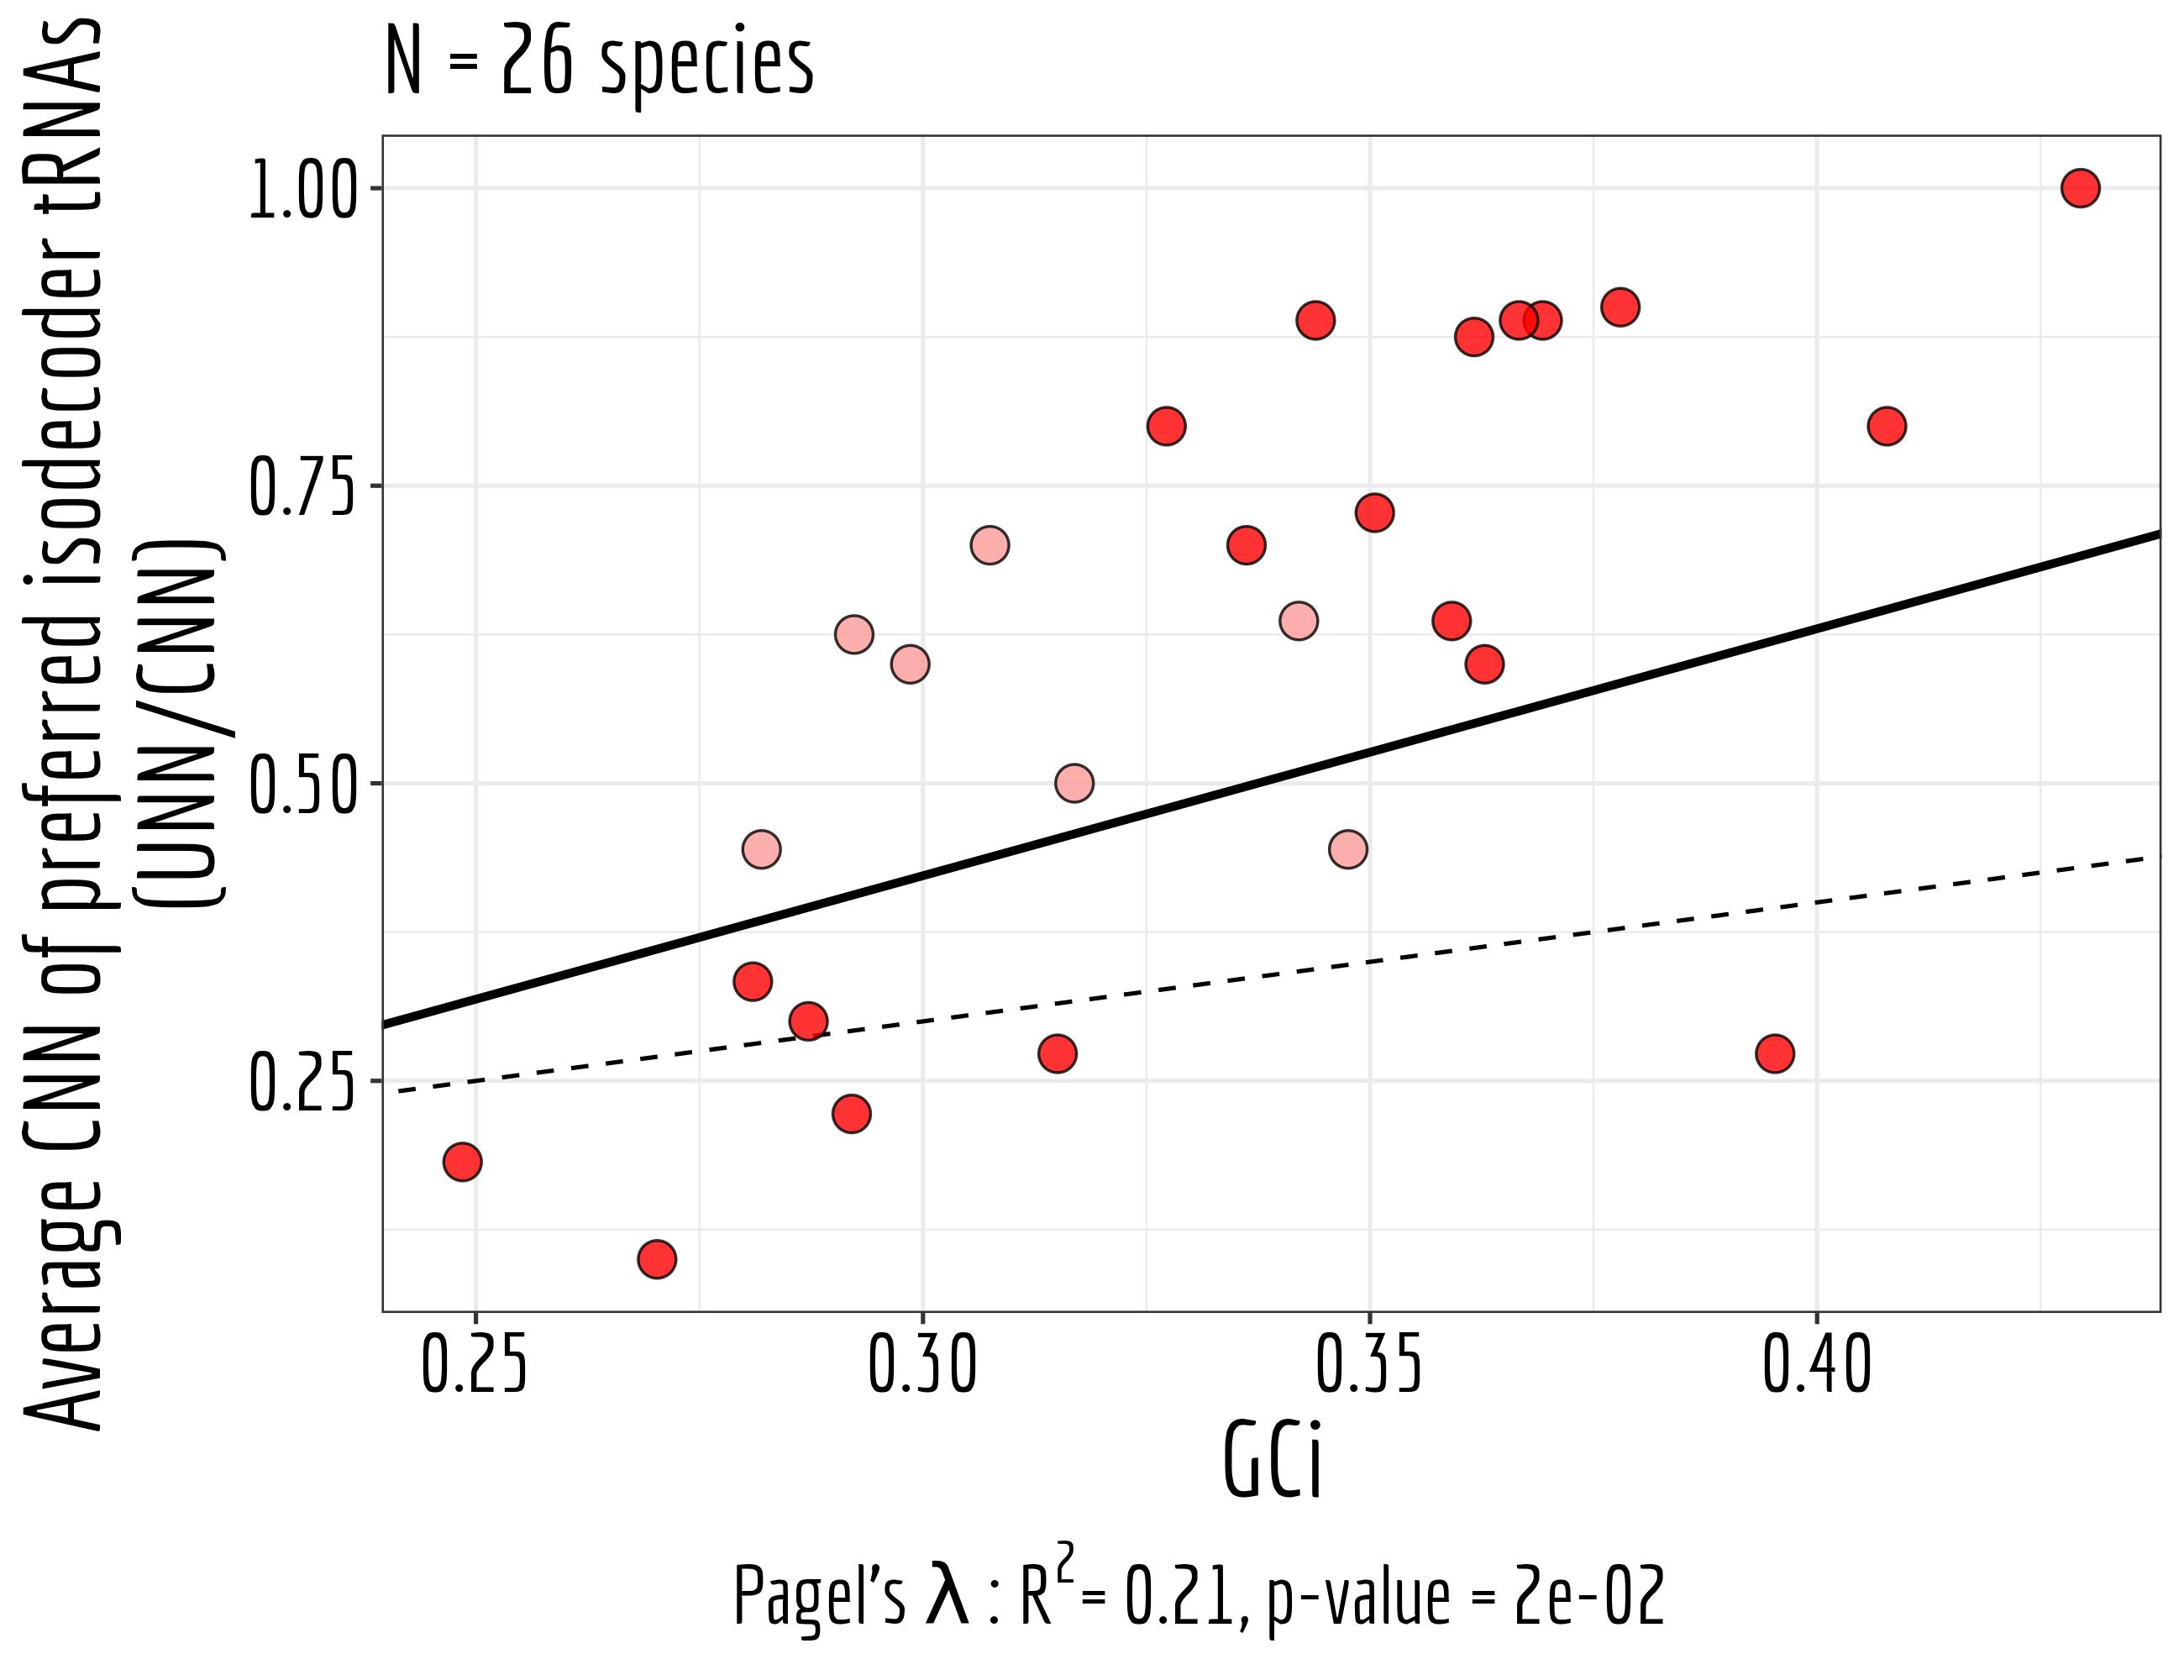 N = 26 species
Average CNN of preferred isodecoder tRNAs
(UNN/CNN)
1.00
0.75
0.50
0.25
0.25 0.30 0.35 0.40
GCi
Pagel's λ : R²= 0.21, p-value = 2e-02